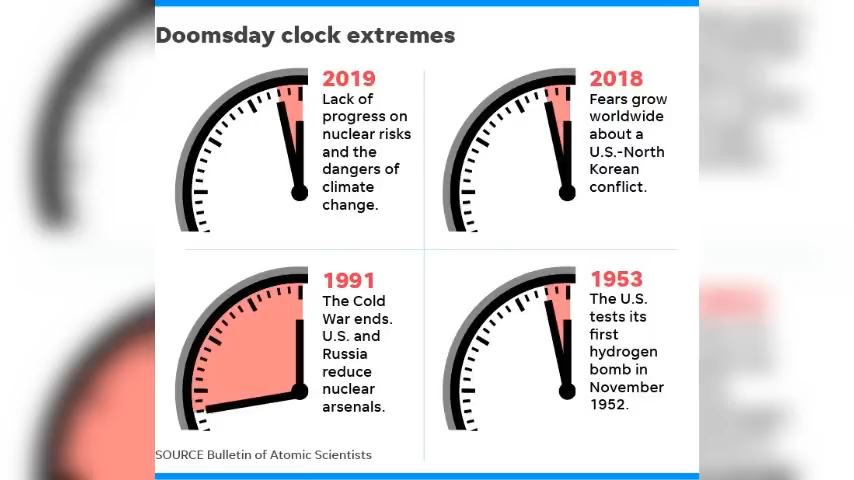 Doomsday clock extremes
2019
Lack of
progress on
nuclear risks
and the
dangers of
climate
change.
2018
Fears grow
worldwide
about a
U.S.-North
Korean
conflict.
1991
The Cold
War ends.
U.S. and
Russia
reduce
nuclear
arsenals.
1953
The U.S.
tests its
first
hydrogen
bomb in
November
1952.
SOURCE Bulletin of Atomic Scientists